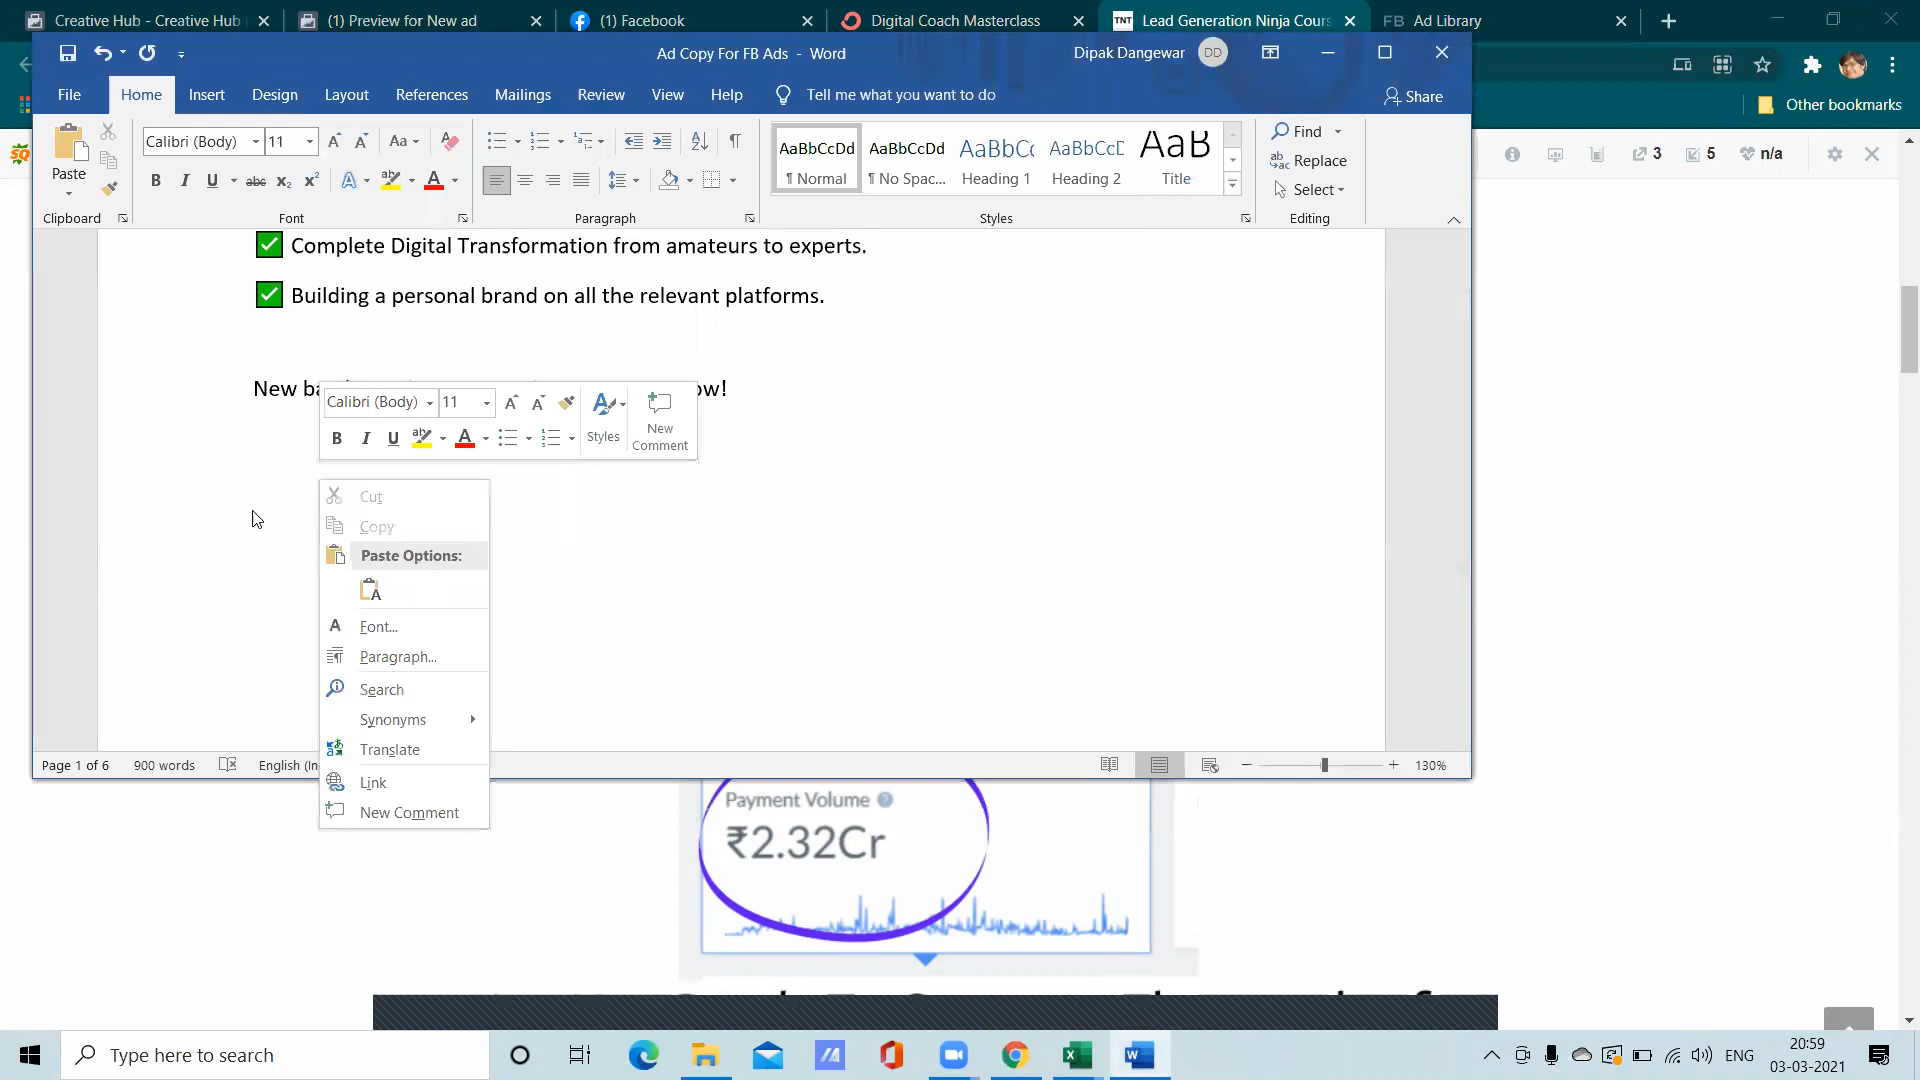 Creative Hub - Creative Hub
(1) Preview for New ad
(1) Facebook
Digital Coach Masterclass
TNT Lead Generation Ninja Cours
FB Ad Library
Ad Copy For FB Ads - Word
Dipak Dangewar DD
File Home Insert Design Layout References Mailings Review View Help Tell me what you want to do Share
Other bookmarks
Paste
Clipboard
Calibri (Body) 11
Font
Paragraph
AaBbCcDd AaBbCcDd AaBbCc AaBbCcD AaB
¶ Normal ¶ No Spac... Heading 1 Heading 2 Title
Styles
Find
Replace
Select
Editing
3 5 n/a
✅ Complete Digital Transformation from amateurs to experts.
✅ Building a personal brand on all the relevant platforms.
New
Calibri (Body) 11
Styles
New
Comment
Cut
Copy
Paste Options:
Font...
Paragraph...
Search
Synonyms
Translate
Link
New Comment
Page 1 of 6 900 words English (In
130%
Payment Volume
₹2.32Cr
Type here to search
ENG
20:59
03-03-2021